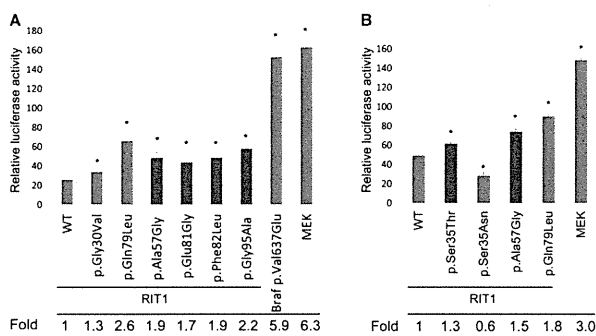 A
B
Relative luciferase activity
180
160
140
120
100
80
60
40
20
0
* * * * * * * *
WT
p.Gly30Val
p.Gln79Leu
p.Ala57Gly
p.Glu81Gly
p.Phe82Leu
p.Gly95Ala
Braf p.Val637Glu
MEK
RIT1
Fold 1 1.3 2.6 1.9 1.7 1.9 2.2 5.9 6.3
Relative luciferase activity
160
140
120
100
80
60
40
20
0
* * * * *
WT
p.Ser35Thr
p.Ser35Asn
p.Ala57Gly
p.Gln79Leu
MEK
RIT1
Fold 1 1.3 0.6 1.5 1.8 3.0